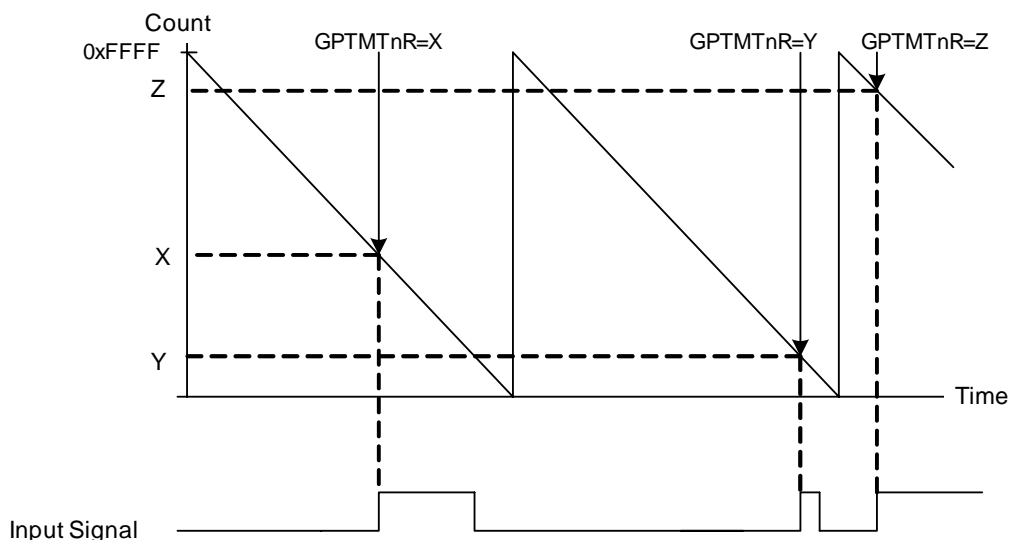 Count
0xFFFF
GPTMTnR=X
GPTMTnR=Y
GPTMTnR=Z
Z
X
Y
Time
Input Signal